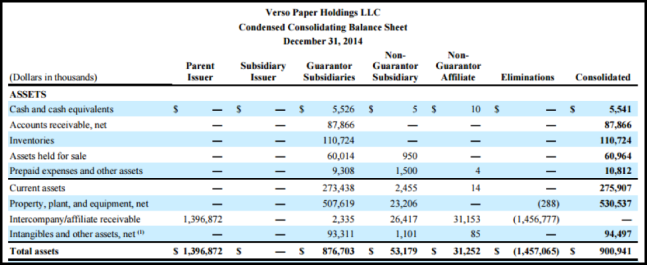 Verso Paper Holdings LLC
Condensed Consolidating Balance Sheet
December 31, 2014
(Dollars in thousands) Parent Issuer Subsidiary Issuer Guarantor Subsidiaries Non-Guarantor Subsidiary Non-Guarantor Affiliate Eliminations Consolidated
ASSETS
Cash and cash equivalents $ — $ — $ 5,526 $ 5 $ 10 $ — $ 5,541
Accounts receivable, net — — 87,866 — — — 87,866
Inventories — — 110,724 — — — 110,724
Assets held for sale — — 60,014 950 — — 60,964
Prepaid expenses and other assets — — 9,308 1,500 4 — 10,812
Current assets — — 273,438 2,455 14 — 275,907
Property, plant, and equipment, net — — 507,619 23,206 — (288) 530,537
Intercompany/affiliate receivable 1,396,872 — 2,335 26,417 31,153 (1,456,777) —
Intangibles and other assets, net (1) — — 93,311 1,101 85 — 94,497
Total assets $ 1,396,872 $ — $ 876,703 $ 53,179 $ 31,252 $ (1,457,065) $ 900,941